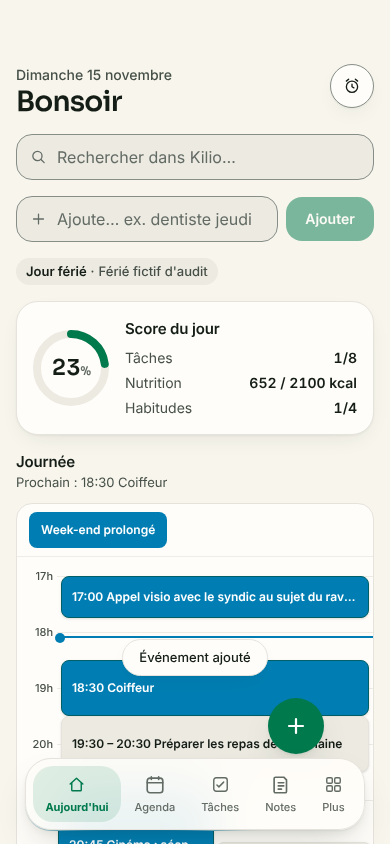 Dimanche 15 novembre
Bonsoir
Rechercher dans Kilio...
Ajoute... ex. dentiste jeudi
Ajouter
Jour férié · Férié fictif d'audit
Score du jour
23%
Tâches 1/8
Nutrition 652 / 2100 kcal
Habitudes 1/4
Journée
Prochain : 18:30 Coiffeur
Week-end prolongé
17h
17:00 Appel visio avec le syndic au sujet du rav...
18h
Événement ajouté
18:30 Coiffeur
19h
19:30 – 20:30 Préparer les repas de
20h
Aujourd'hui
Agenda
Tâches
Notes
Plus